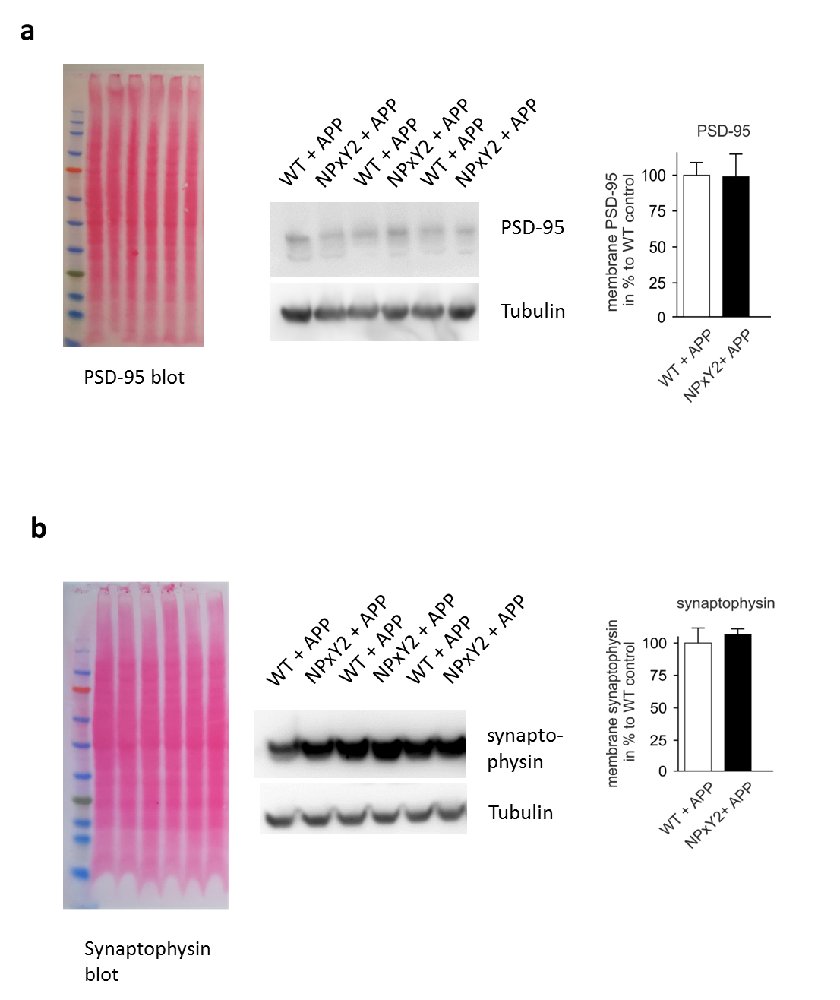 a
PSD-95 blot
WT + APP
NPxY2 + APP
WT + APP
NPxY2 + APP
WT + APP
NPxY2 + APP
PSD-95
Tubulin
PSD-95
membrane PSD-95
in % to WT control
100
75
50
25
0
WT + APP
NPxY2+ APP
b
Synaptophysin
blot
WT + APP
NPxY2 + APP
WT + APP
NPxY2 + APP
WT + APP
NPxY2 + APP
synapto-
physin
Tubulin
synaptophysin
membrane synaptophysin
in % to WT control
100
75
50
25
0
WT + APP
NPxY2+ APP